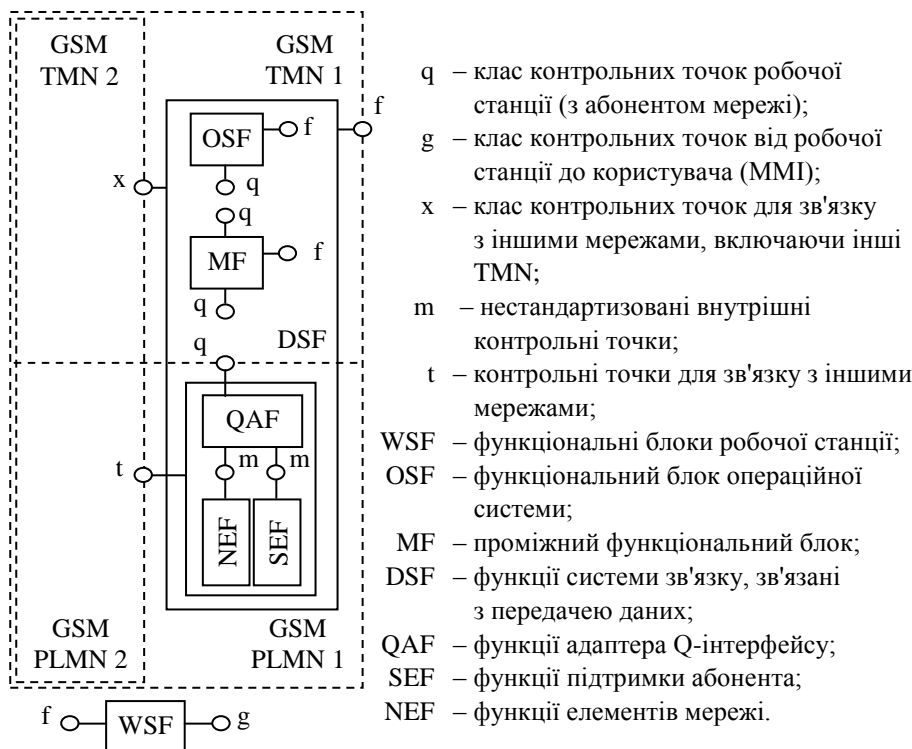 GSM
TMN 2
GSM
TMN 1
f
OSF
f
q
x
q
MF
f
q
q
DSF
QAF
t
m
m
NEF
SEF
GSM
PLMN 2
GSM
PLMN 1
f
WSF
g
q – клас контрольних точок робочої
станції (з абонентом мережі);
g – клас контрольних точок від робочої
станції до користувача (MMI);
x – клас контрольних точок для зв'язку
з іншими мережами, включаючи інші
TMN;
m – нестандартизовані внутрішні
контрольні точки;
t – контрольні точки для зв'язку з іншими
мережами;
WSF – функціональні блоки робочої станції;
OSF – функціональний блок операційної
системи;
MF – проміжний функціональний блок;
DSF – функції системи зв'язку, зв'язані
з передачею даних;
QAF – функції адаптера Q-інтерфейсу;
SEF – функції підтримки абонента;
NEF – функції елементів мережі.